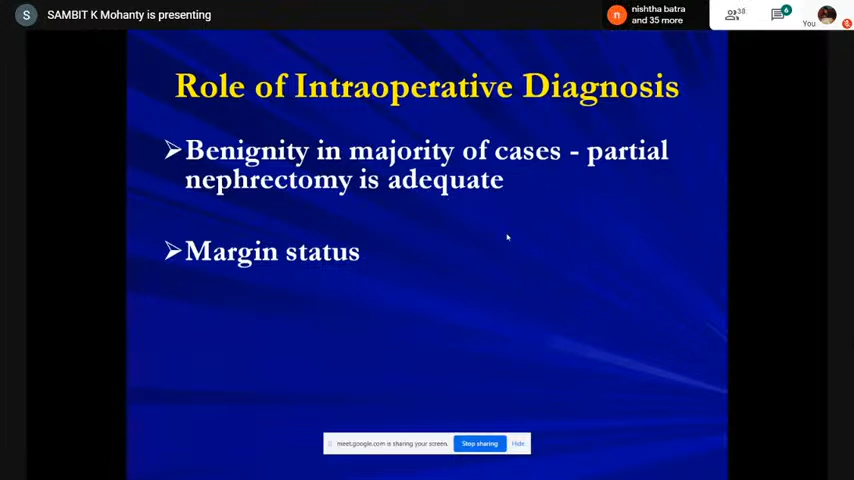 S SAMBIT K Mohanty is presenting
n nishtha batra
and 35 more
38
6
You
Role of Intraoperative Diagnosis
Benignity in majority of cases - partial
nephrectomy is adequate
Margin status
meet.google.com is sharing your screen.
Stop sharing
Hide